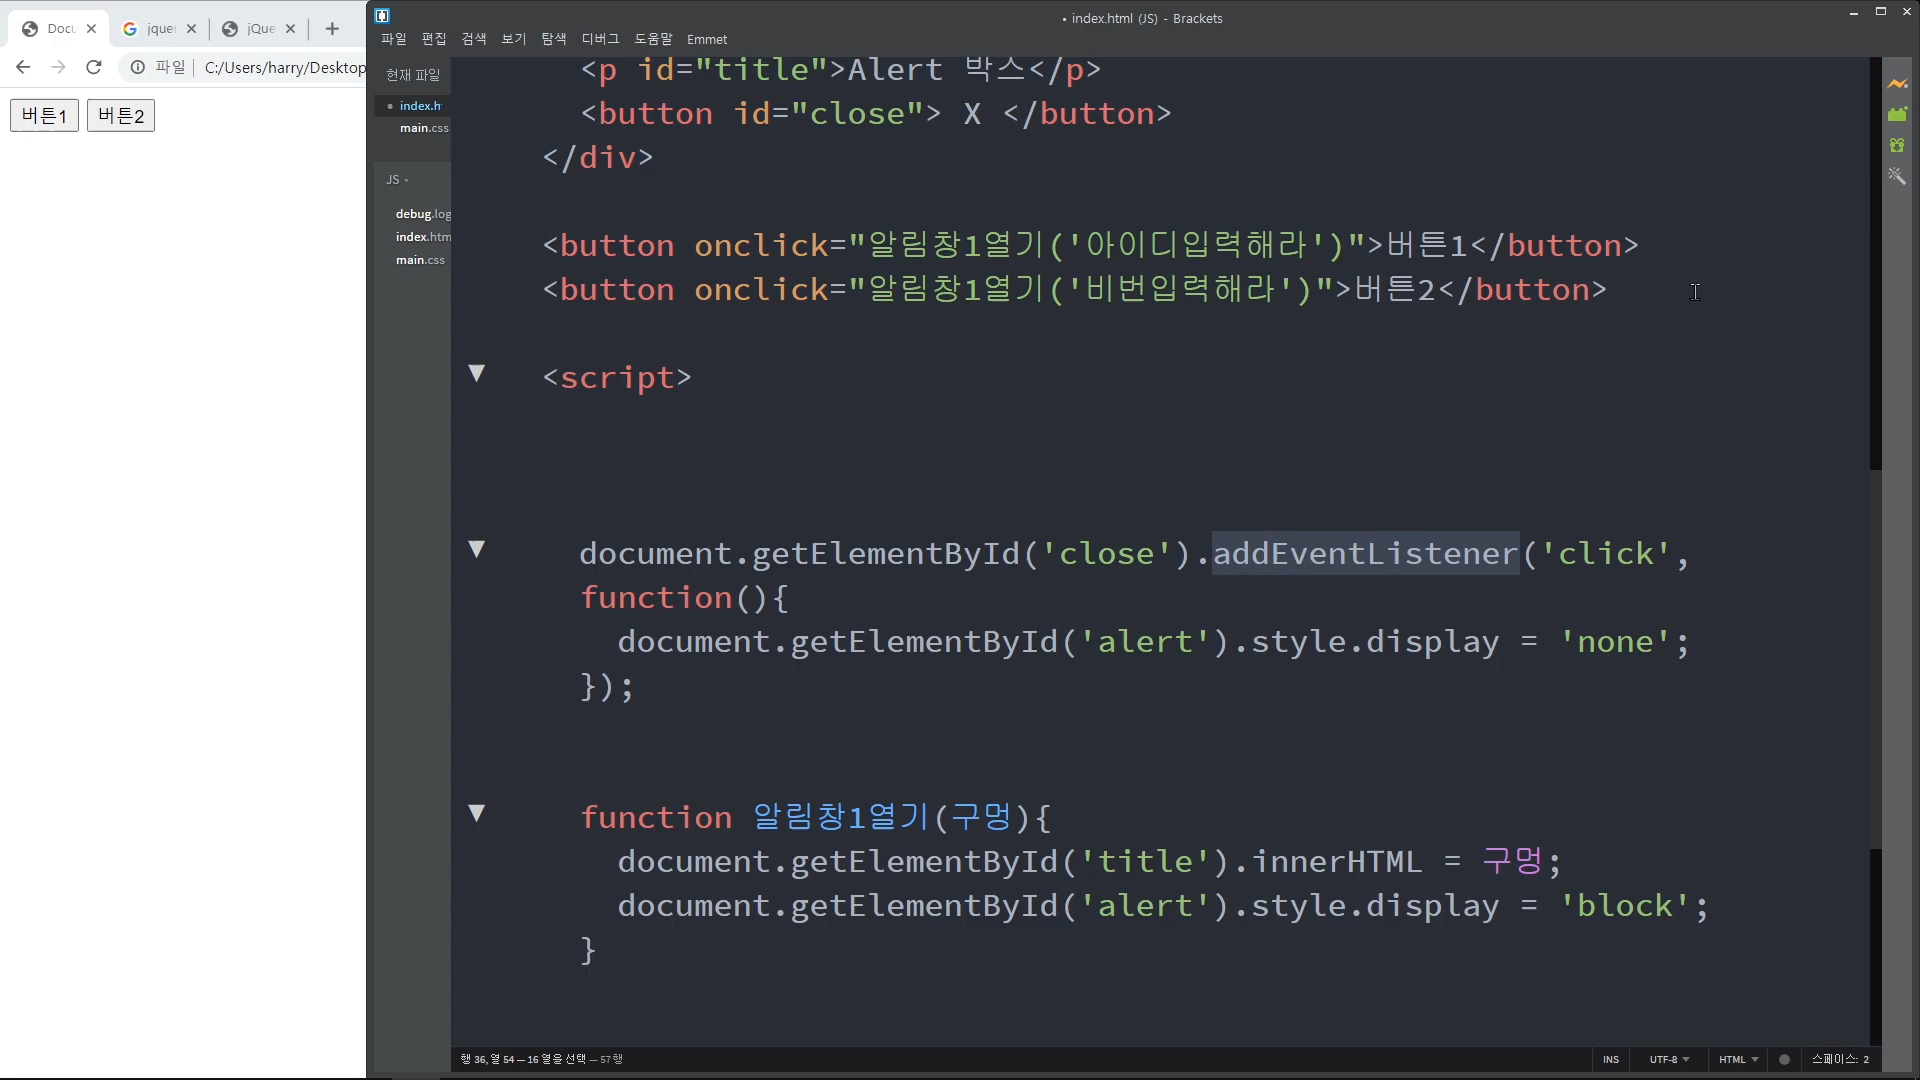 Docu
jquer
jQue
파일
C:/Users/harry/Desktop
버튼1
버튼2
• index.html (JS) - Brackets
파일 편집 검색 보기 탐색 디버그 도움말 Emmet
현재 파일
index.h
main.css
JS
debug.log
index.htm
main.css
<p id="title">Alert 박스</p>
<button id="close"> X </button>
</div>
<button onclick="알림창1열기('아이디입력해라')">버튼1</button>
<button onclick="알림창1열기('비번입력해라')">버튼2</button>
<script>
document.getElementById('close').addEventListener('click',
function(){
document.getElementById('alert').style.display = 'none';
});
function 알림창1열기(구멍){
document.getElementById('title').innerHTML = 구멍;
document.getElementById('alert').style.display = 'block';
}
행 36, 열 54 — 16 열을 선택 — 57 행
INS
UTF-8
HTML
스페이스: 2